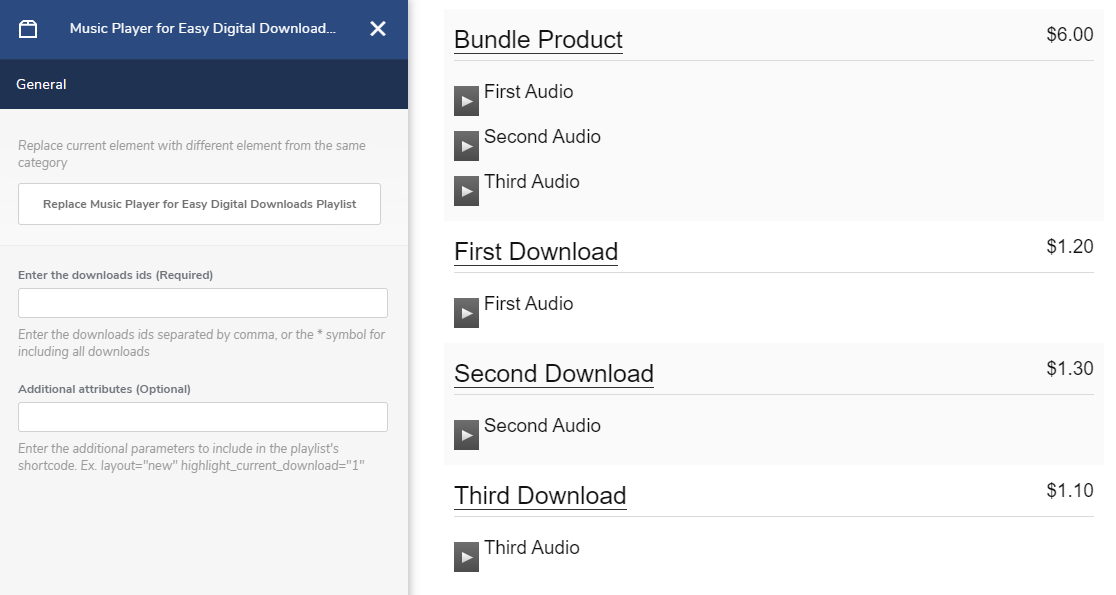 Music Player for Easy Digital Download...
General
Replace current element with different element from the same
category
Replace Music Player for Easy Digital Downloads Playlist
Enter the downloads ids (Required)
Enter the downloads ids separated by comma, or the * symbol for
including all downloads
Additional attributes (Optional)
Enter the additional parameters to include in the playlist's
shortcode. Ex. layout="new" highlight_current_download="1"
Bundle Product $6.00
First Audio
Second Audio
Third Audio
First Download $1.20
First Audio
Second Download $1.30
Second Audio
Third Download $1.10
Third Audio